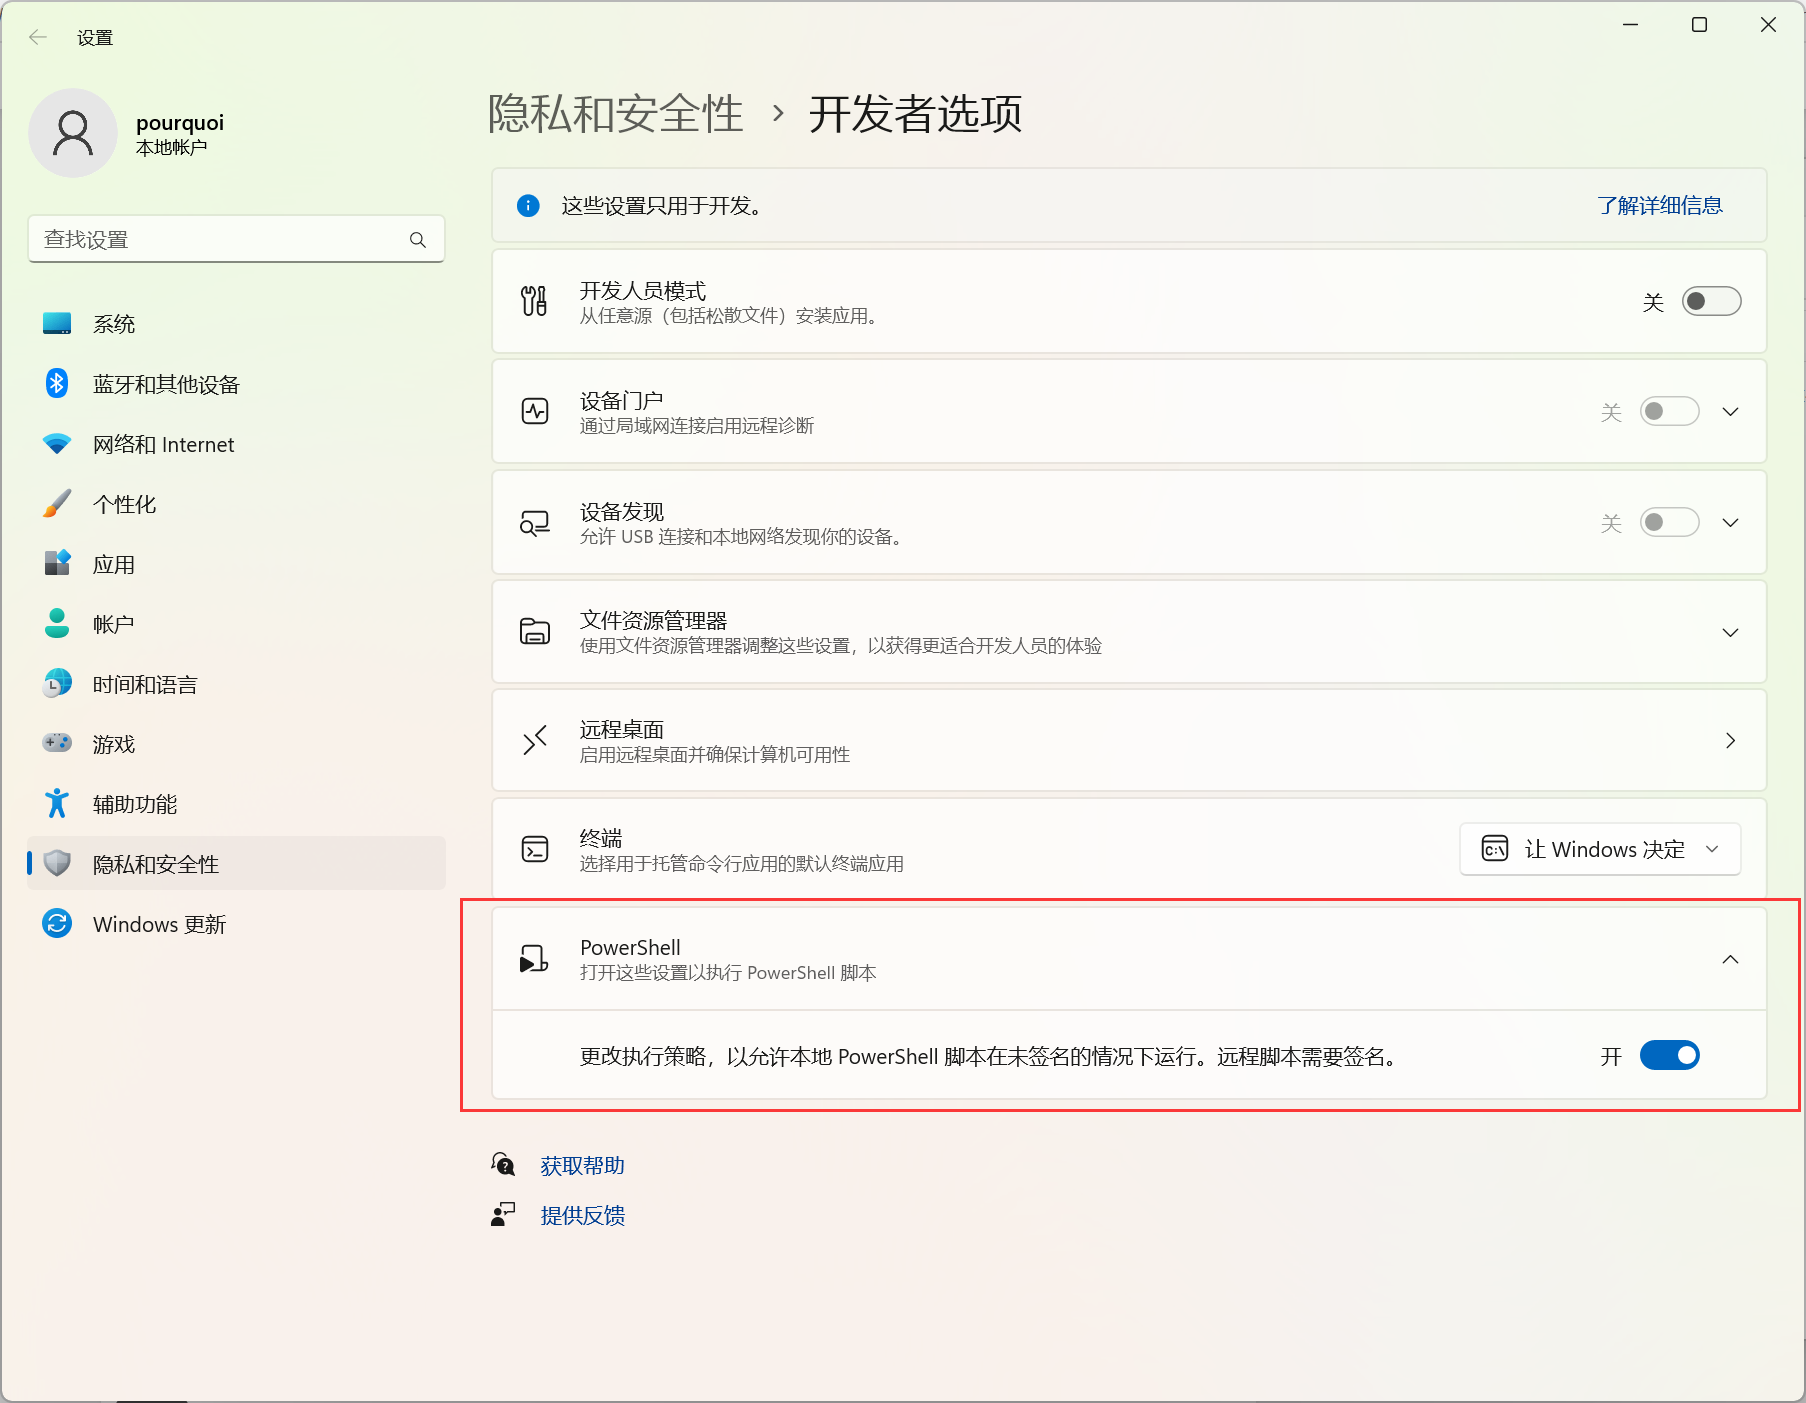 设置
pourquoi
本地帐户
查找设置
系统
蓝牙和其他设备
网络和 Internet
个性化
应用
帐户
时间和语言
游戏
辅助功能
隐私和安全性
Windows 更新
隐私和安全性 › 开发者选项
这些设置只用于开发。 了解详细信息
开发人员模式
从任意源（包括松散文件）安装应用。
关
设备门户
通过局域网连接启用远程诊断
关
设备发现
允许 USB 连接和本地网络发现你的设备。
关
文件资源管理器
使用文件资源管理器调整这些设置，以获得更适合开发人员的体验
远程桌面
启用远程桌面并确保计算机可用性
终端
选择用于托管命令行应用的默认终端应用
让 Windows 决定
PowerShell
打开这些设置以执行 PowerShell 脚本
更改执行策略，以允许本地 PowerShell 脚本在未签名的情况下运行。远程脚本需要签名。
开
获取帮助
提供反馈